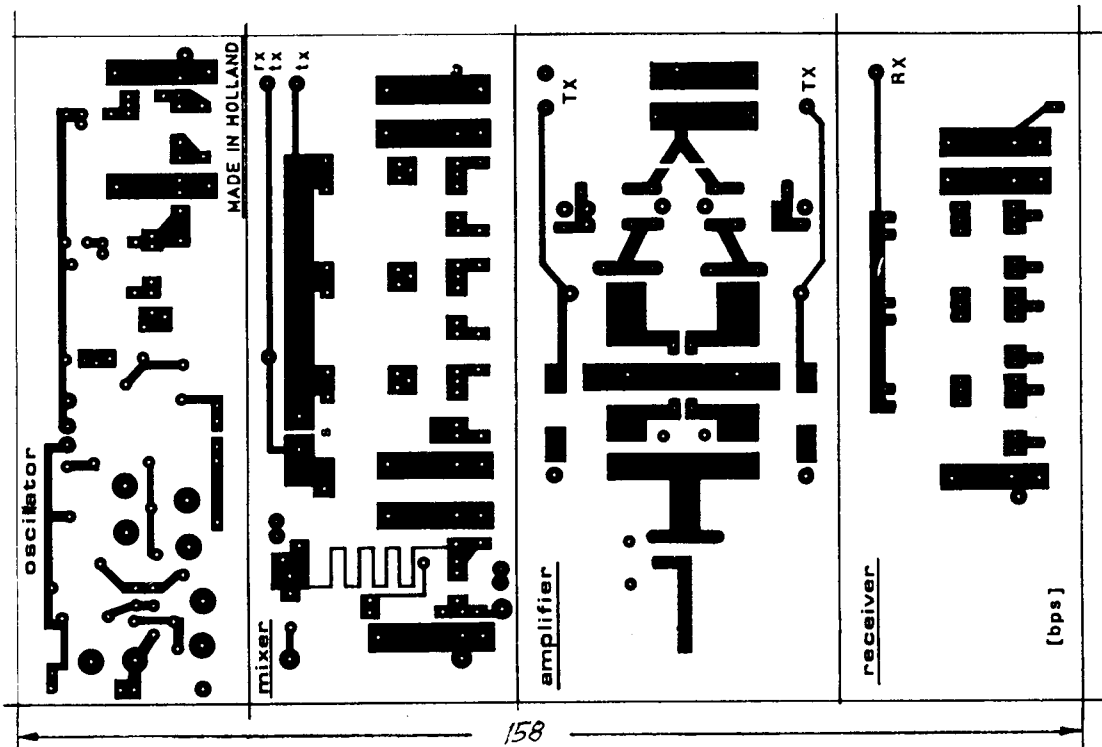 oscillator
MADE IN HOLLAND
mixer
rx
tx
tx
s
amplifier
TX
TX
receiver
RX
[bps]
158